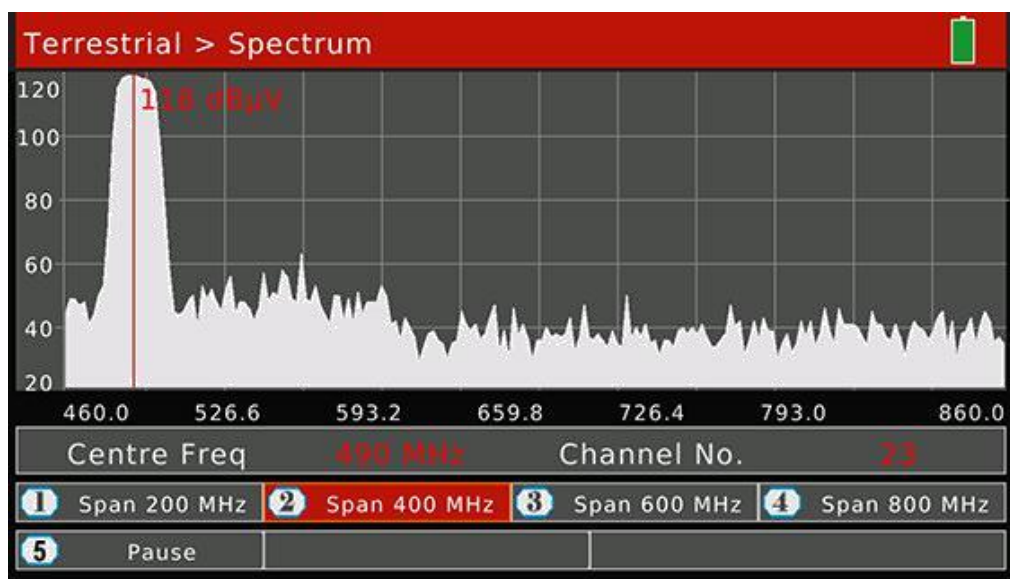 Terrestrial > Spectrum
120
118 dBµV
100
80
60
40
20
460.0 526.6 593.2 659.8 726.4 793.0 860.0
Centre Freq 490 MHz Channel No. 23
1 Span 200 MHz 2 Span 400 MHz 3 Span 600 MHz 4 Span 800 MHz
5 Pause